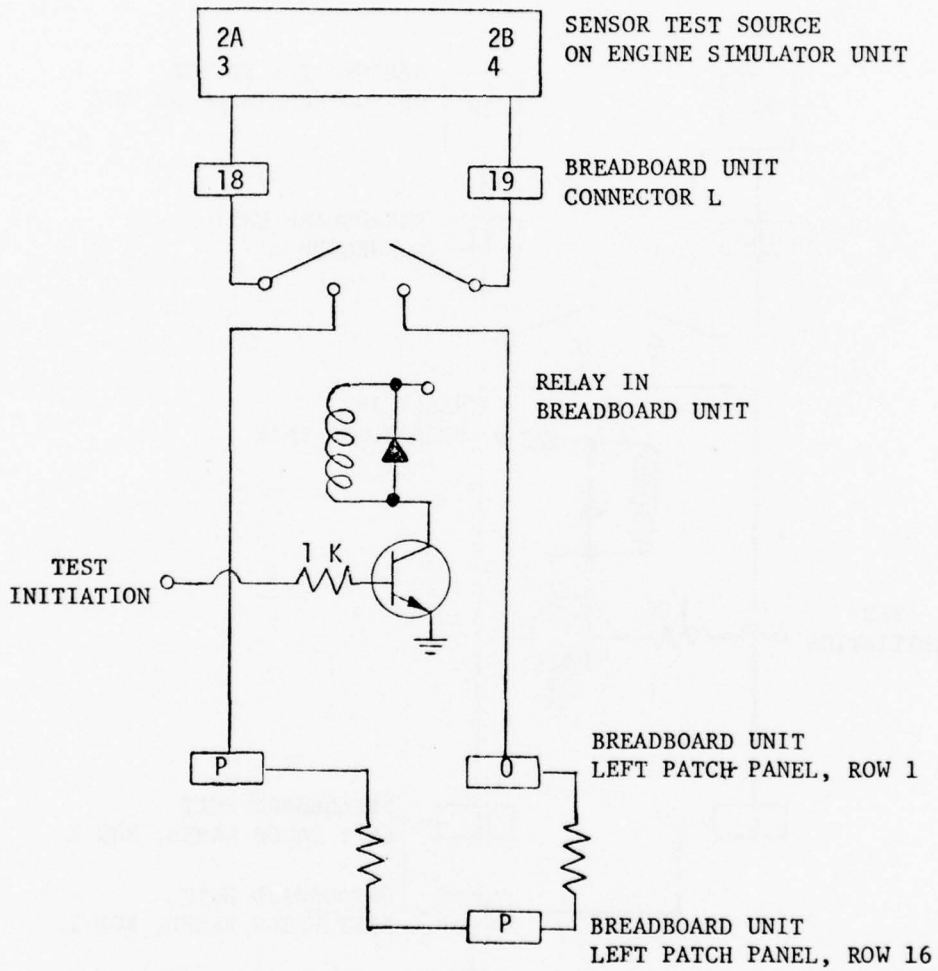 SENSOR TEST SOURCE
ON ENGINE SIMULATOR UNIT
2A 2B
3 4
BREADBOARD UNIT
CONNECTOR L
18 19
RELAY IN
BREADBOARD UNIT
1 K
TEST
INITIATION
BREADBOARD UNIT
LEFT PATCH PANEL, ROW 1
P O
P
BREADBOARD UNIT
LEFT PATCH PANEL, ROW 16